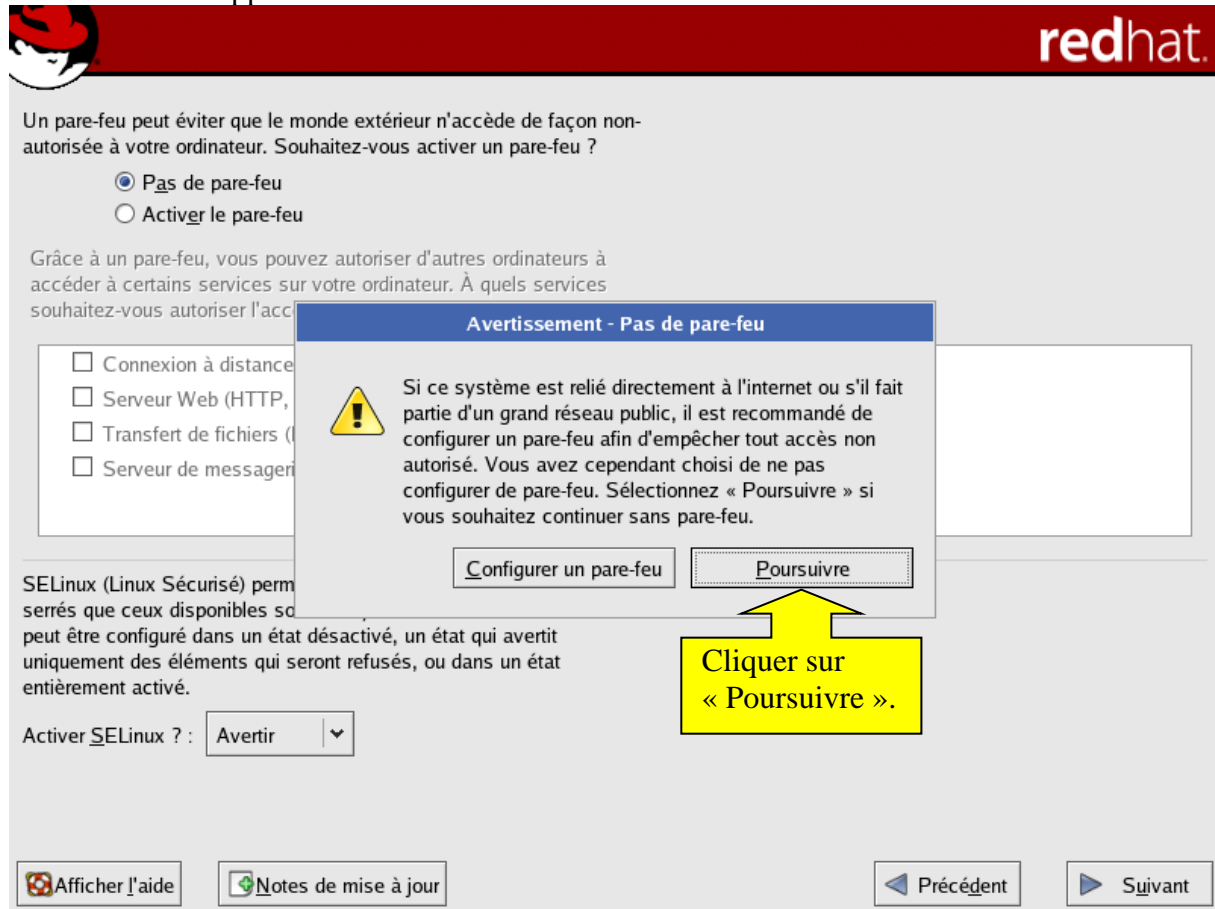 redhat.
Un pare-feu peut éviter que le monde extérieur n'accède de façon non-
autorisée à votre ordinateur. Souhaitez-vous activer un pare-feu ?
Pas de pare-feu
Activer le pare-feu
Grâce à un pare-feu, vous pouvez autoriser d'autres ordinateurs à
accéder à certains services sur votre ordinateur. À quels services
souhaitez-vous autoriser l'acc
Connexion à distance
Serveur Web (HTTP,
Transfert de fichiers (
Serveur de messageri
Avertissement - Pas de pare-feu
Si ce système est relié directement à l'internet ou s'il fait
partie d'un grand réseau public, il est recommandé de
configurer un pare-feu afin d'empêcher tout accès non
autorisé. Vous avez cependant choisi de ne pas
configurer de pare-feu. Sélectionnez « Poursuivre » si
vous souhaitez continuer sans pare-feu.
Configurer un pare-feu
Poursuivre
Cliquer sur
« Poursuivre ».
SELinux (Linux Sécurisé) perm
serrés que ceux disponibles so
peut être configuré dans un état désactivé, un état qui avertit
uniquement des éléments qui seront refusés, ou dans un état
entièrement activé.
Activer SELinux ? : Avertir
Afficher l'aide
Notes de mise à jour
Précédent
Suivant